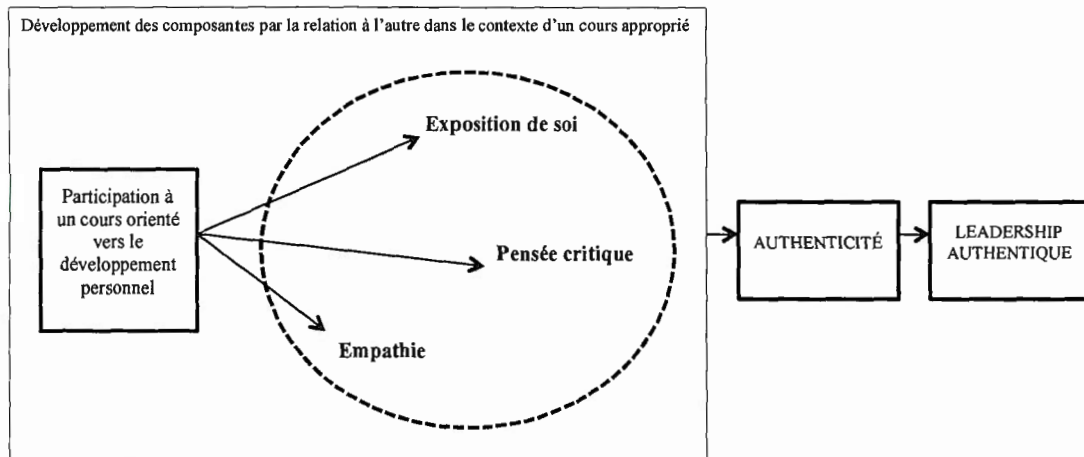 Développement des composantes par la relation à l'autre dans le contexte d'un cours approprié
Exposition de soi
Participation à
un cours orienté
vers le
développement
personnel
Pensée critique
Empathie
AUTHENTICITÉ
LEADERSHIP
AUTHENTIQUE